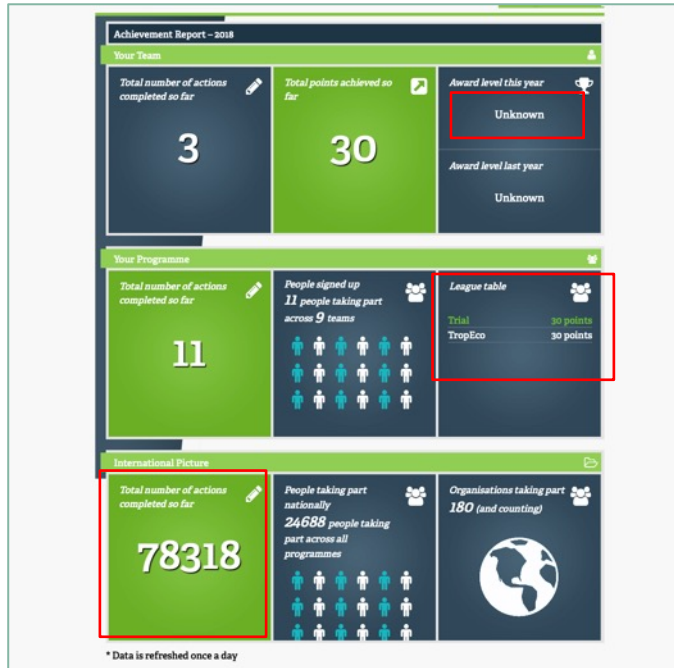 Achievement Report – 2018
Your Team
Total number of actions
completed so far
3
Total points achieved so
far
30
Award level this year
Unknown
Award level last year
Unknown
Your Programme
Total number of actions
completed so far
11
People signed up
11 people taking part
across 9 teams
League table
Trial 30 points
TropEco 30 points
International Picture
Total number of actions
completed so far
78318
People taking part
nationally
24688 people taking
part across all
programmes
Organisations taking part
180 (and counting)
* Data is refreshed once a day